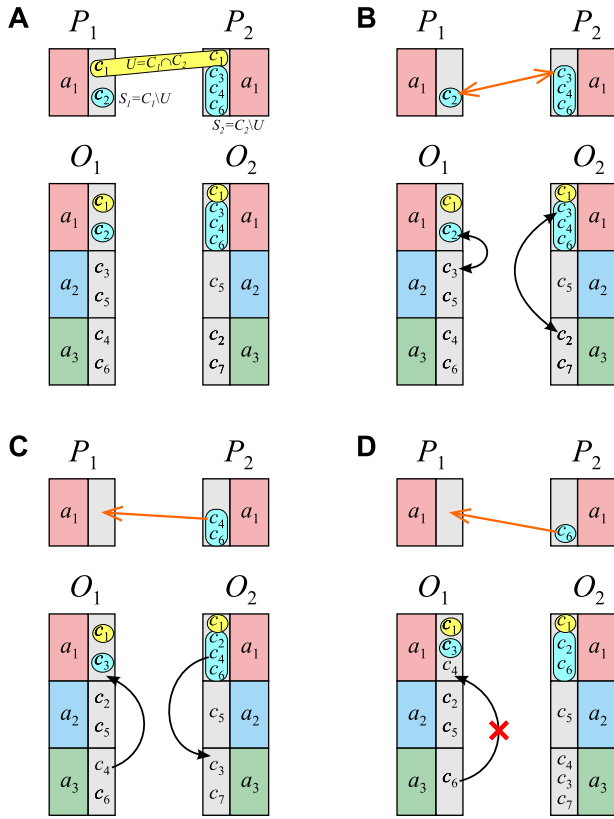 A
P₁ P₂
a₁ c₁ U=C₁∩C₂ c₁ a₁
c₂ S₁=C₁\U c₃
c₄
c₆
S₂=C₂\U
O₁ O₂
a₁ c₁ c₁ a₁
c₂ c₃
c₄
c₆
a₂ c₃ c₅ a₂
c₅
a₃ c₄ c₂ a₃
c₆ c₇
B
P₁ P₂
c₂ c₃ a₁
a₁ c₄
c₆
O₁ O₂
a₁ c₁ c₁ a₁
c₂ c₃
c₄
c₆
a₂ c₃ c₅ a₂
c₅
a₃ c₄ c₂ a₃
c₆ c₇
C
P₁ P₂
a₁ c₄ a₁
c₆
O₁ O₂
a₁ c₁ c₁ a₁
c₃ c₂
c₄
c₆
a₂ c₂ c₅ a₂
c₅
a₃ c₄ c₃ a₃
c₆ c₇
D
P₁ P₂
a₁ c₆ a₁
O₁ O₂
a₁ c₁ c₁ a₁
c₃ c₂
c₄ c₆
a₂ c₂ c₅ a₂
c₅
a₃ c₆ c₄ a₃
c₃
c₇